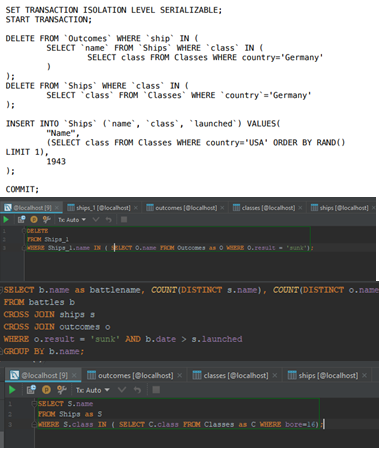 SET TRANSACTION ISOLATION LEVEL SERIALIZABLE;
START TRANSACTION;
DELETE FROM `Outcomes` WHERE `ship` IN (
SELECT `name` FROM `Ships` WHERE `class` IN (
SELECT class FROM Classes WHERE country='Germany'
)
);
DELETE FROM `Ships` WHERE `class` IN (
SELECT `class` FROM `Classes` WHERE `country`='Germany'
);
INSERT INTO `Ships` (`name`, `class`, `launched`) VALUES(
"Name",
(SELECT class FROM Classes WHERE country='USA' ORDER BY RAND()
LIMIT 1),
1943
);
COMMIT;
@localhost [9] ships_1 [@localhost] outcomes [@localhost] classes [@localhost] ships [@localhost]
Tx: Auto
1 DELETE
2 FROM Ships_1
3 WHERE Ships_1.name IN ( SELECT O.name FROM Outcomes as O WHERE O.result = 'sunk');
SELECT b.name as battlename, COUNT(DISTINCT s.name), COUNT(DISTINCT o.name
FROM battles b
CROSS JOIN ships s
CROSS JOIN outcomes o
WHERE o.result = 'sunk' AND b.date > s.launched
GROUP BY b.name;
@localhost [9] outcomes [@localhost] classes [@localhost] ships [@localhost]
Tx: Auto
1 SELECT S.name
2 FROM Ships as S
3 WHERE S.class IN ( SELECT C.class FROM Classes as C WHERE bore=16);